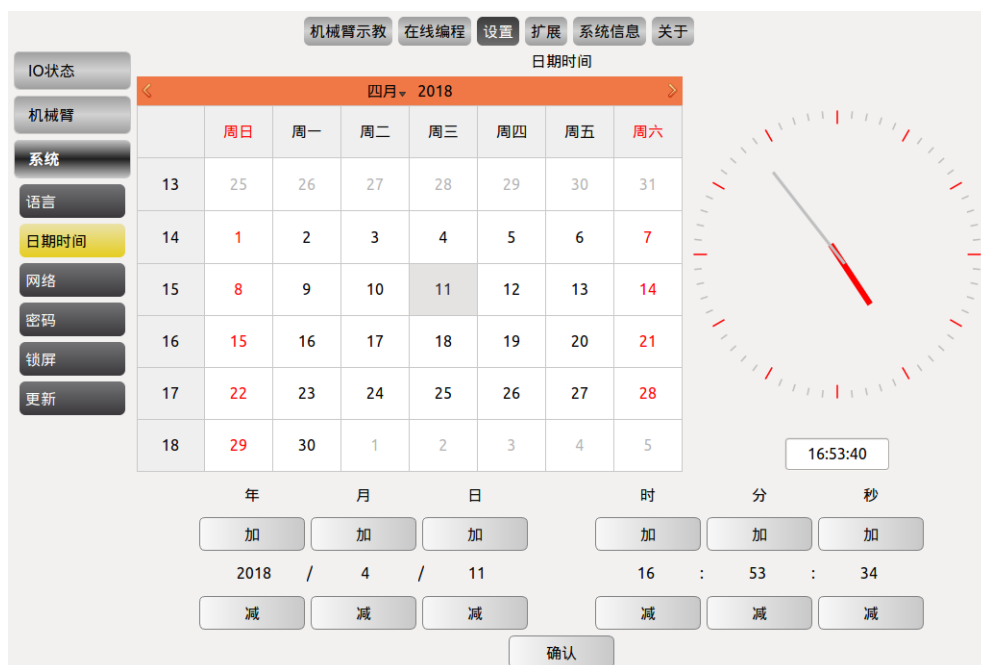 机械臂示教 在线编程 设置 扩展 系统信息 关于
日期时间
IO状态
机械臂
系统
语言
日期时间
网络
密码
锁屏
更新
四月 2018
周日 周一 周二 周三 周四 周五 周六
13 25 26 27 28 29 30 31
14 1 2 3 4 5 6 7
15 8 9 10 11 12 13 14
16 15 16 17 18 19 20 21
17 22 23 24 25 26 27 28
18 29 30 1 2 3 4 5
16:53:40
年 月 日 时 分 秒
加 加 加 加 加 加
2018 / 4 / 11 16 : 53 : 34
减 减 减 减 减 减
确认